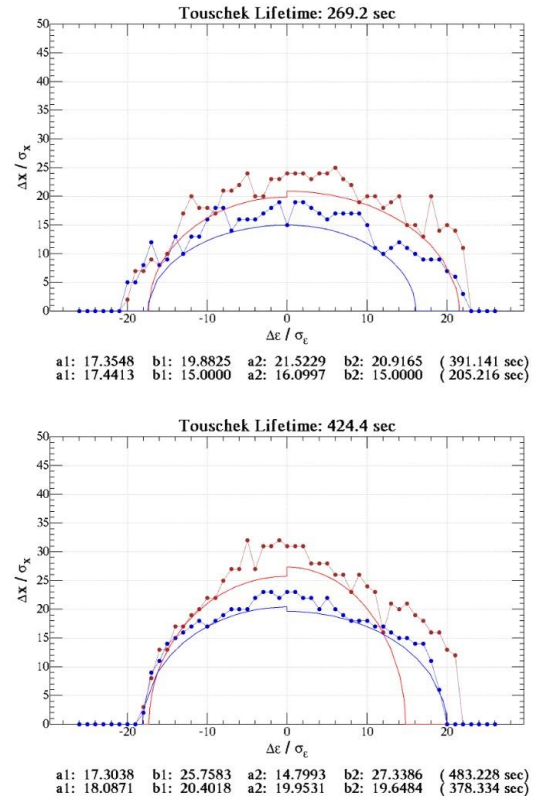 Touschek Lifetime: 269.2 sec
50
45
40
35
30
25
20
15
10
5
0
Δx / σx
-20 -10 0 10 20
Δε / σε
a1: 17.3548 b1: 19.8825 a2: 21.5229 b2: 20.9165 ( 391.141 sec)
a1: 17.4413 b1: 15.0000 a2: 16.0997 b2: 15.0000 ( 205.216 sec)
Touschek Lifetime: 424.4 sec
50
45
40
35
30
25
20
15
10
5
0
Δx / σx
-20 -10 0 10 20
Δε / σε
a1: 17.3038 b1: 25.7583 a2: 14.7993 b2: 27.3386 ( 483.228 sec)
a1: 18.0871 b1: 20.4018 a2: 19.9531 b2: 19.6484 ( 378.334 sec)